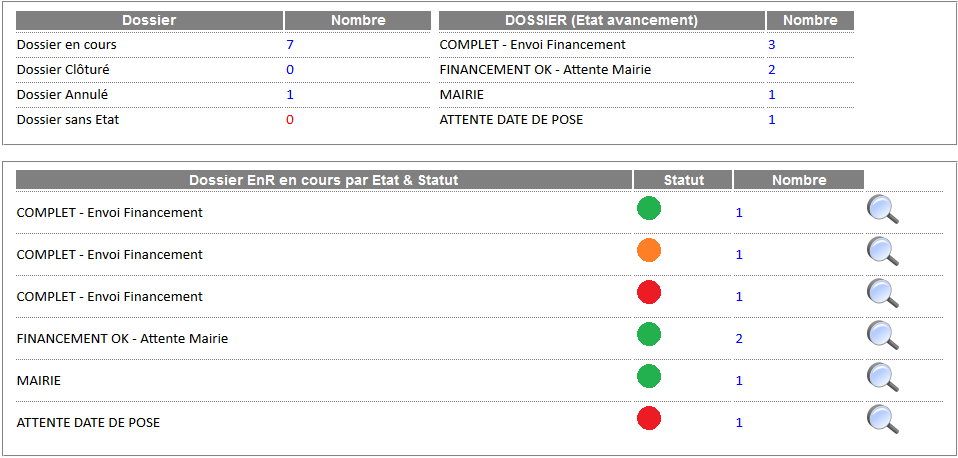 Dossier Nombre DOSSIER (Etat avancement) Nombre
Dossier en cours 7 COMPLET - Envoi Financement 3
Dossier Clôturé 0 FINANCEMENT OK - Attente Mairie 2
Dossier Annulé 1 MAIRIE 1
Dossier sans Etat 0 ATTENTE DATE DE POSE 1
Dossier EnR en cours par Etat & Statut Statut Nombre
COMPLET - Envoi Financement 1
COMPLET - Envoi Financement 1
COMPLET - Envoi Financement 1
FINANCEMENT OK - Attente Mairie 2
MAIRIE 1
ATTENTE DATE DE POSE 1